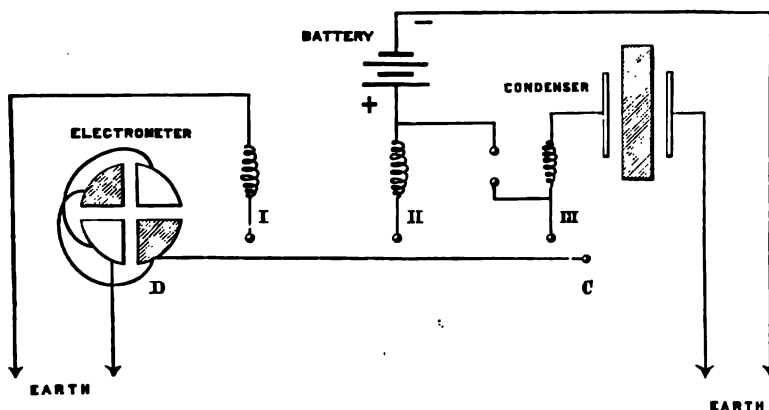 BATTERY
−
+
CONDENSER
ELECTROMETER
I
II
III
D
C
EARTH
EARTH